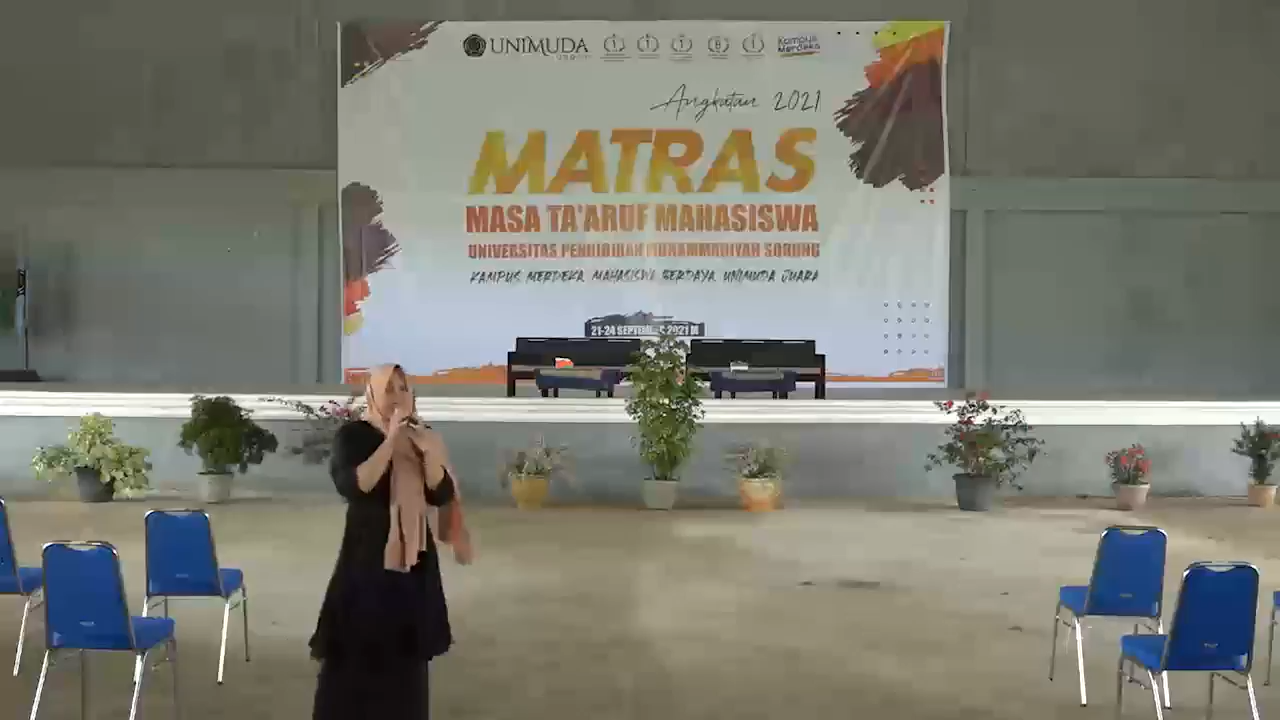 UNIMUDA
Kampus
Merdeka
Angkatan 2021
MATRAS
MASA TA'ARUF MAHASISWA
UNIVERSITAS PENDIDIKAN MUHAMMADIYAH SORONG
KAMPUS MERDEKA MAHASISWA BERDAYA UNIMUDA JUARA
21-24 SEPTEMBER 2021 M